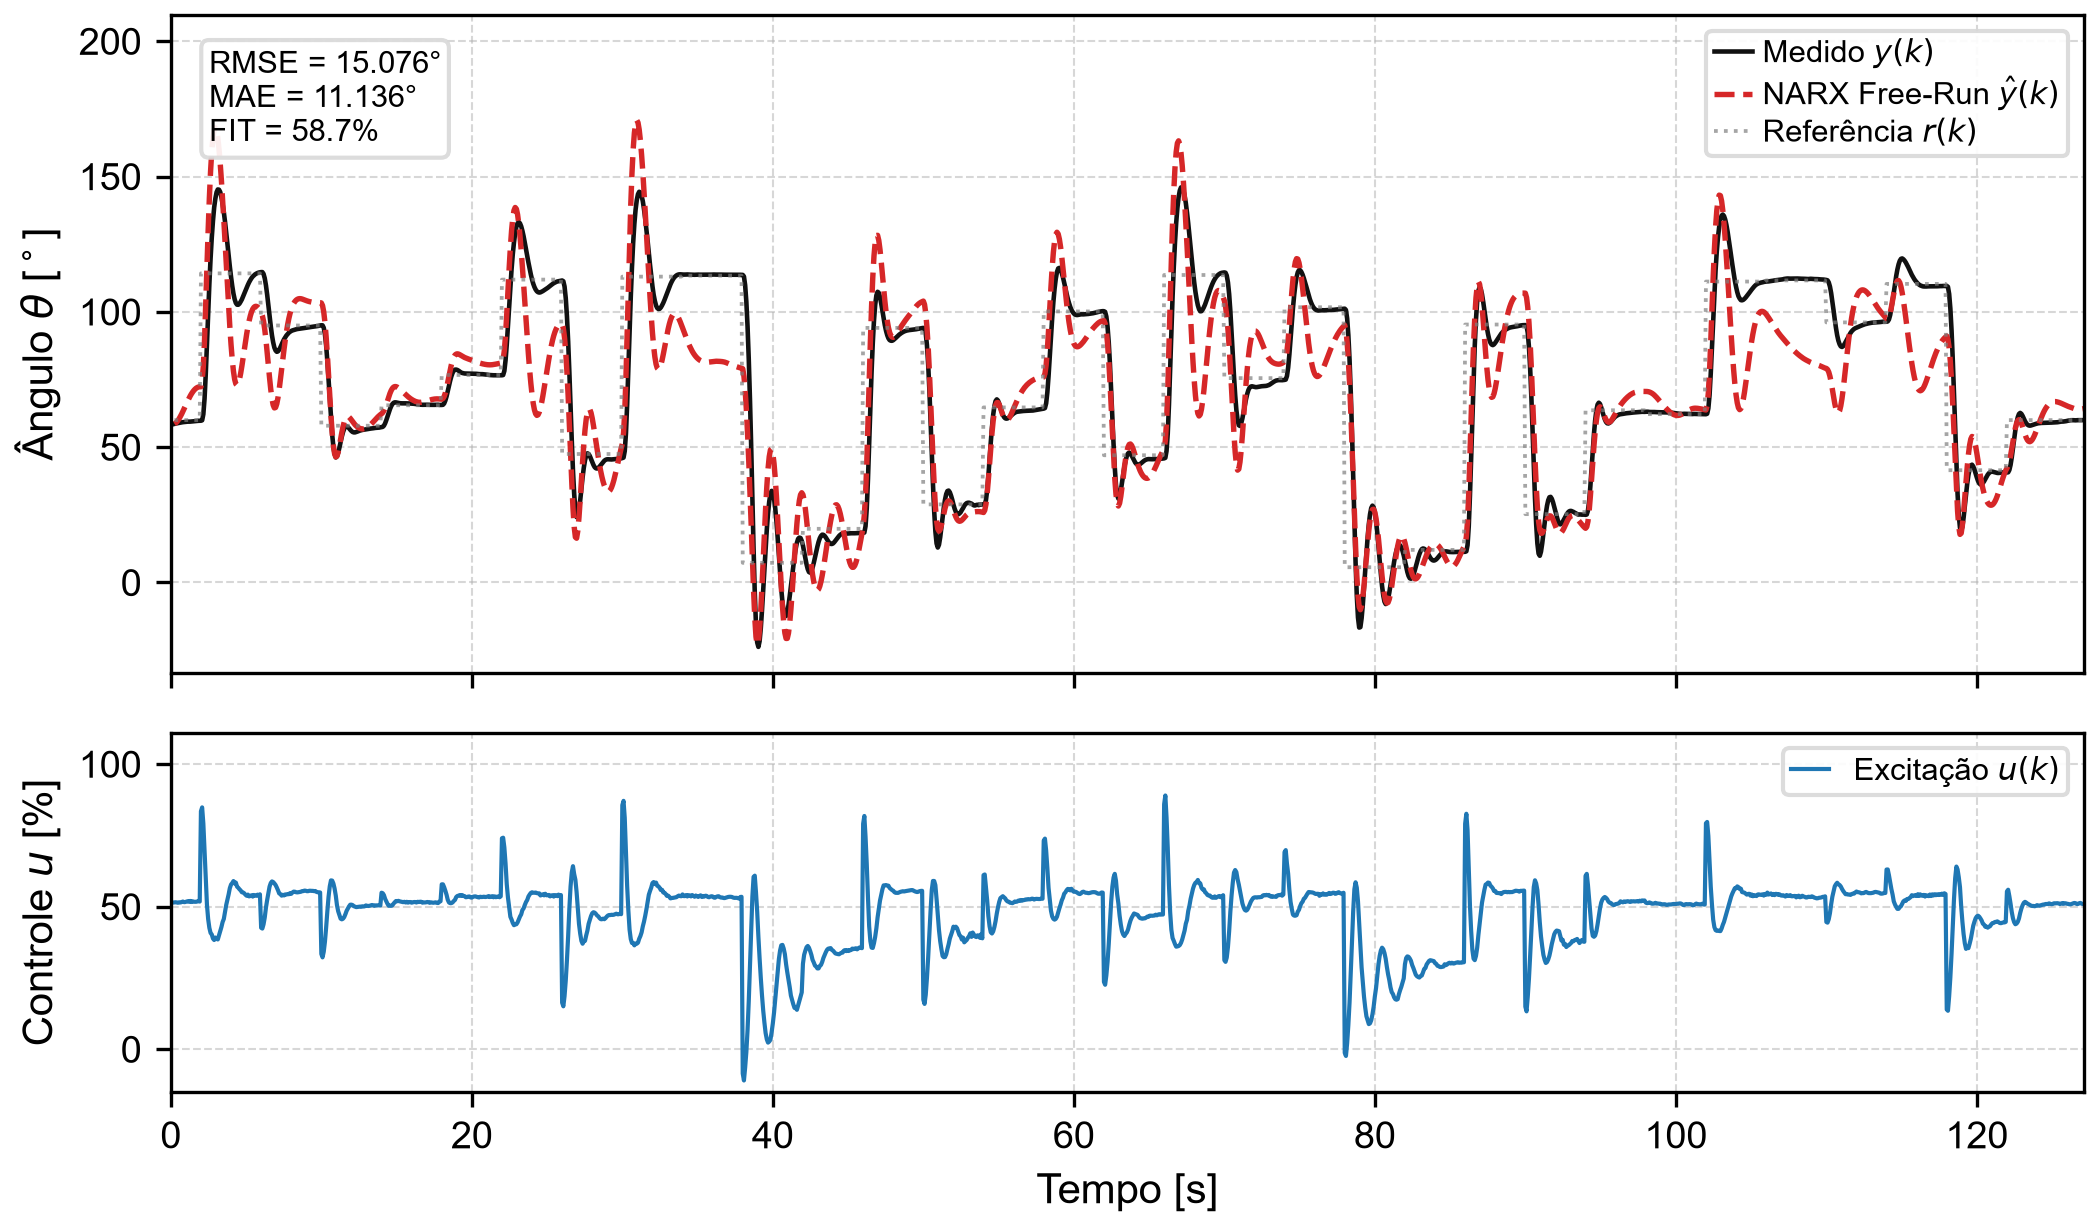 RMSE = 15.076°
MAE = 11.136°
FIT = 58.7%
Medido y(k)
NARX Free-Run ŷ(k)
Referência r(k)
200
150
100
50
0
Ângulo θ [°]
Excitação u(k)
100
50
0
Controle u [%]
0 20 40 60 80 100 120
Tempo [s]